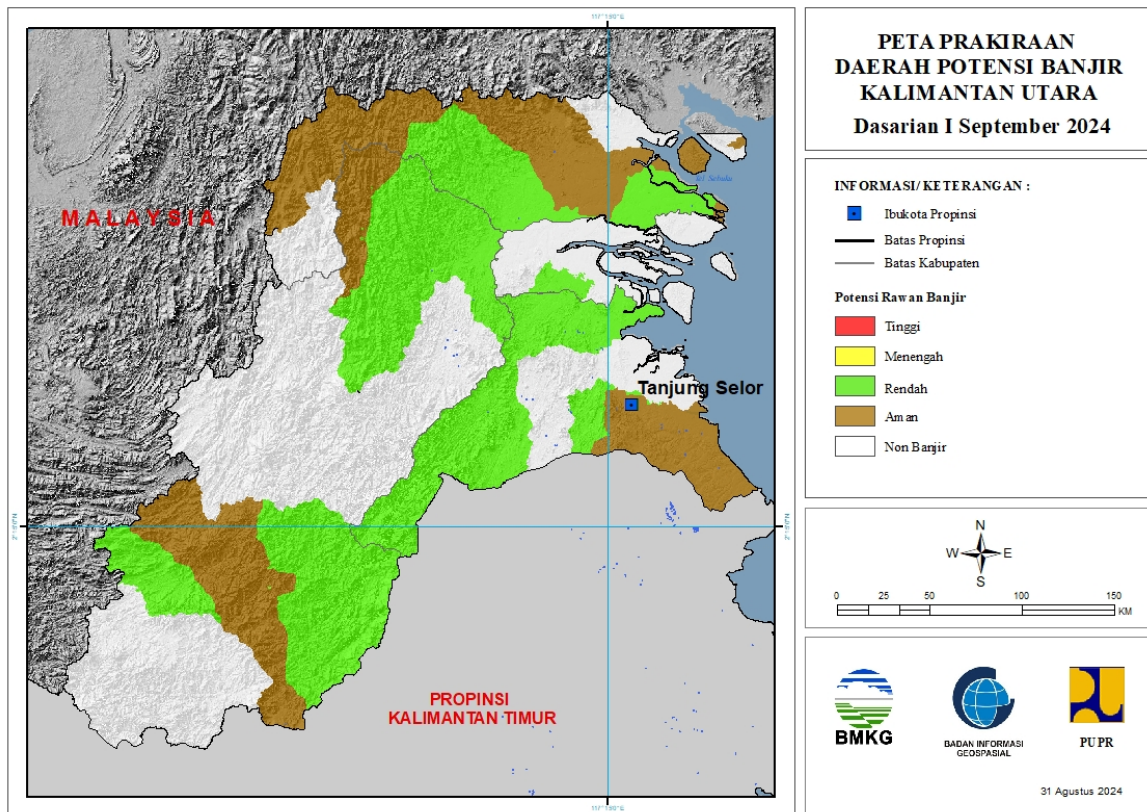 PETA PRAKIRAAN
DAERAH POTENSI BANJIR
KALIMANTAN UTARA
Dasarian I September 2024
INFORMASI/ KETERANGAN :
Ibukota Propinsi
Batas Propinsi
Batas Kabupaten
Potensi Rawan Banjir
Tinggi
Menengah
Rendah
Aman
Non Banjir
N
W E
S
0 25 50 100 150
KM
BMKG
BADAN INFORMASI
GEOSPASIAL
PUPR
31 Agustus 2024
MALAYSIA
Tanjung Selor
PROPINSI
KALIMANTAN TIMUR